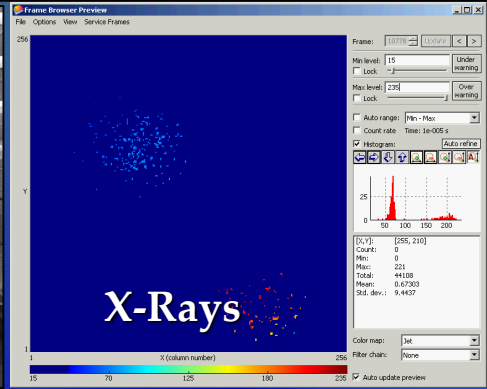 Frame Browser Preview
File Options View Service Frames
256
Y
1
X-Rays
1 X (column number) 256
15 70 125 180 235
Frame: 10778 Update < >
Min level: 15 Under warning
Lock
Max level: 235 Over warning
Lock
Auto range: Min - Max
Count rate Time: 1e-005 s
Histogram: Auto refine
25
0
50 100 150 200
[X,Y]: [255, 210]
Count: 0
Min: 0
Max: 221
Total: 44108
Mean: 0.67303
Std. dev.: 9.4437
Color map: Jet
Filter chain: None
Auto update preview